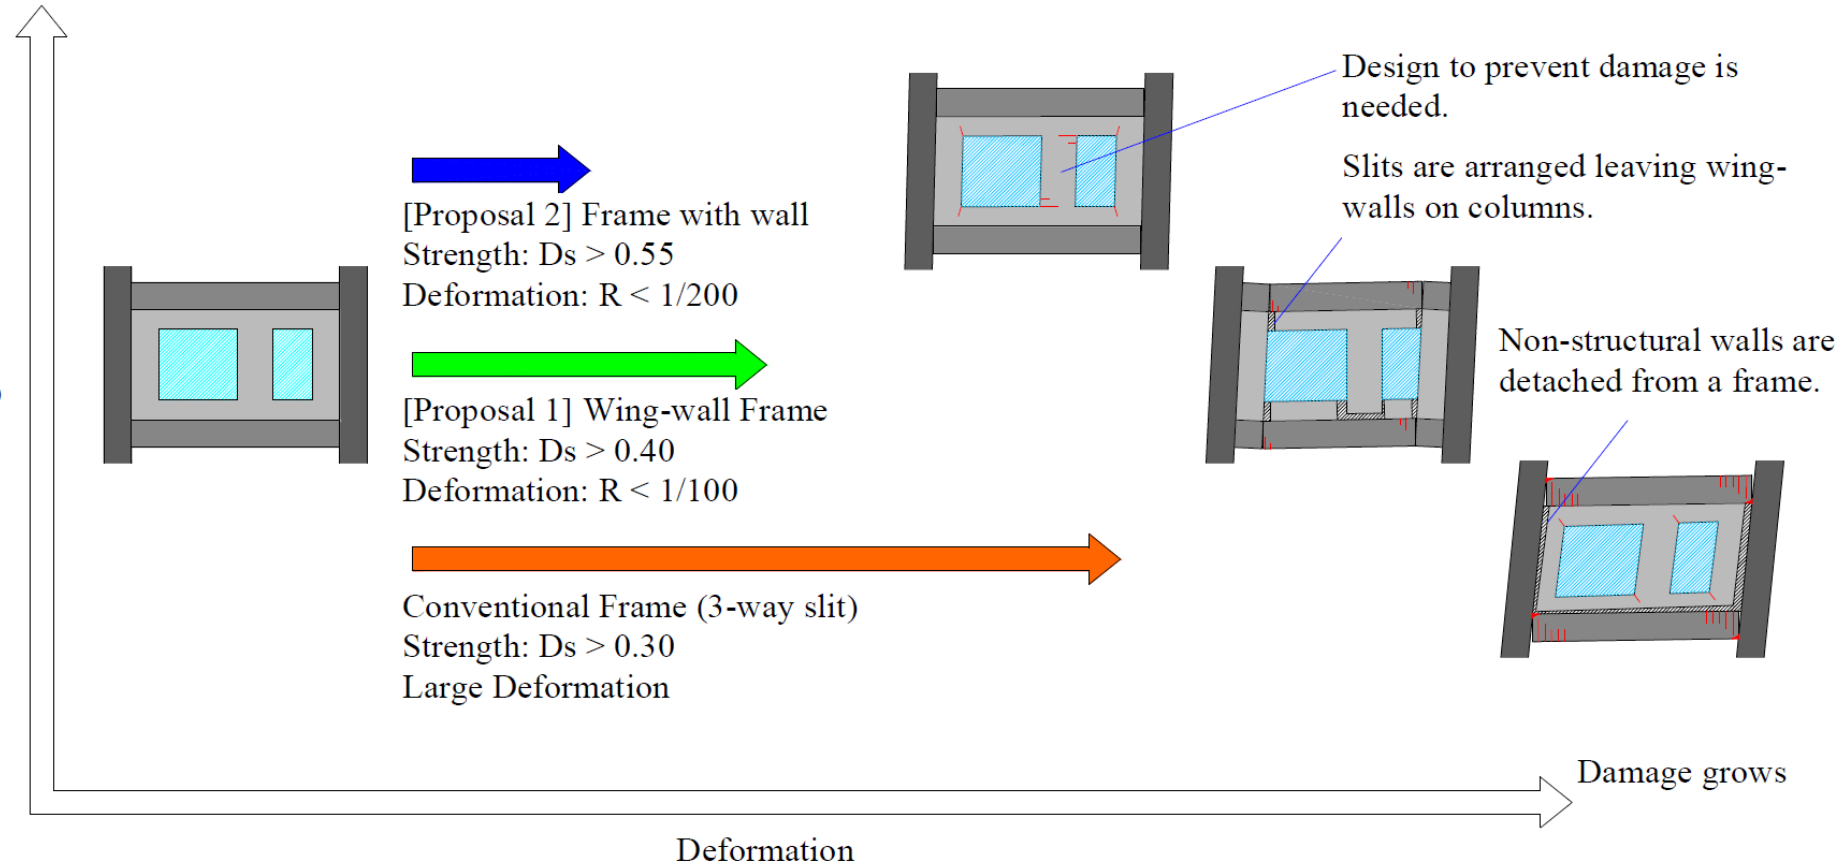 Design to prevent damage is
needed.
Slits are arranged leaving wing-
walls on columns.
[Proposal 2] Frame with wall
Strength: Ds > 0.55
Deformation: R < 1/200
Non-structural walls are
detached from a frame.
[Proposal 1] Wing-wall Frame
Strength: Ds > 0.40
Deformation: R < 1/100
Conventional Frame (3-way slit)
Strength: Ds > 0.30
Large Deformation
Damage grows
Deformation